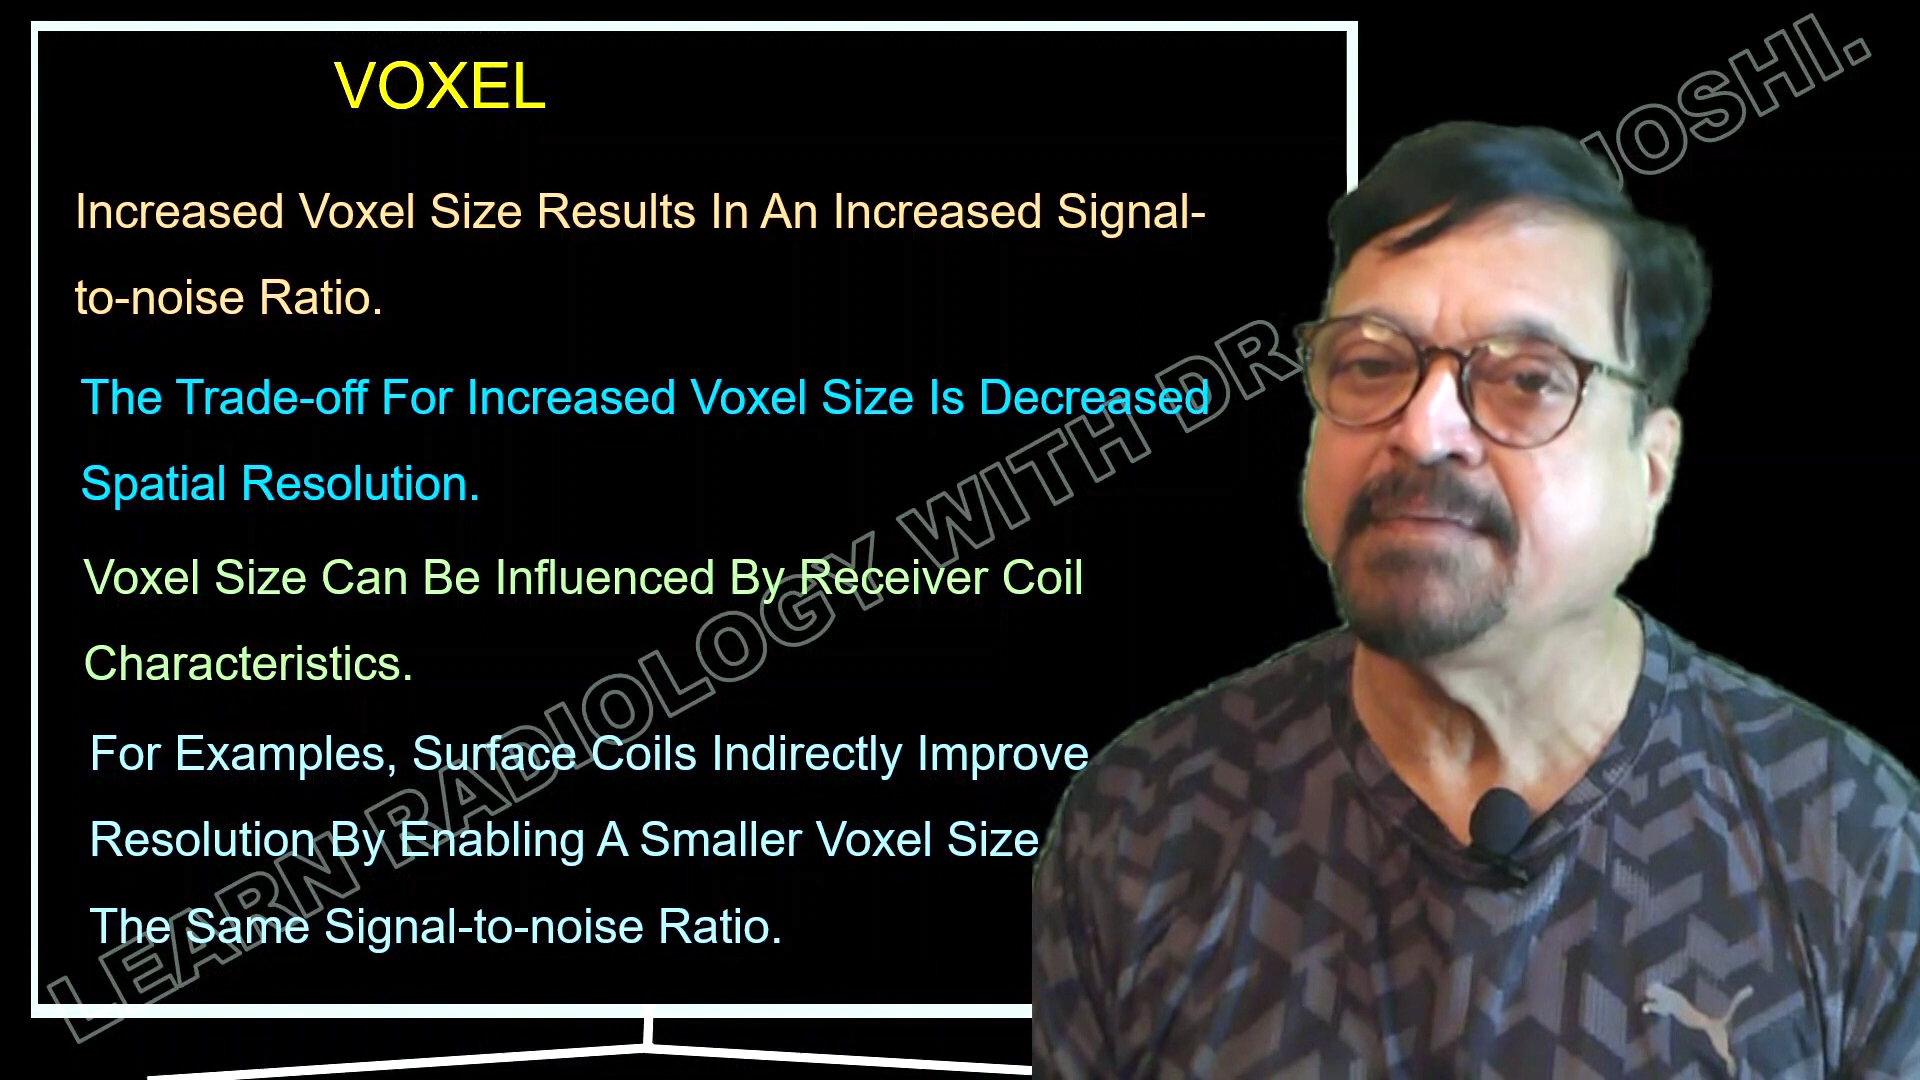 VOXEL
Increased Voxel Size Results In An Increased Signal-
to-noise Ratio.
The Trade-off For Increased Voxel Size Is Decreased
Spatial Resolution.
Voxel Size Can Be Influenced By Receiver Coil
Characteristics.
For Examples, Surface Coils Indirectly Improve
Resolution By Enabling A Smaller Voxel Size
The Same Signal-to-noise Ratio.
LEARN RADIOLOGY WITH DR. JOSHI.